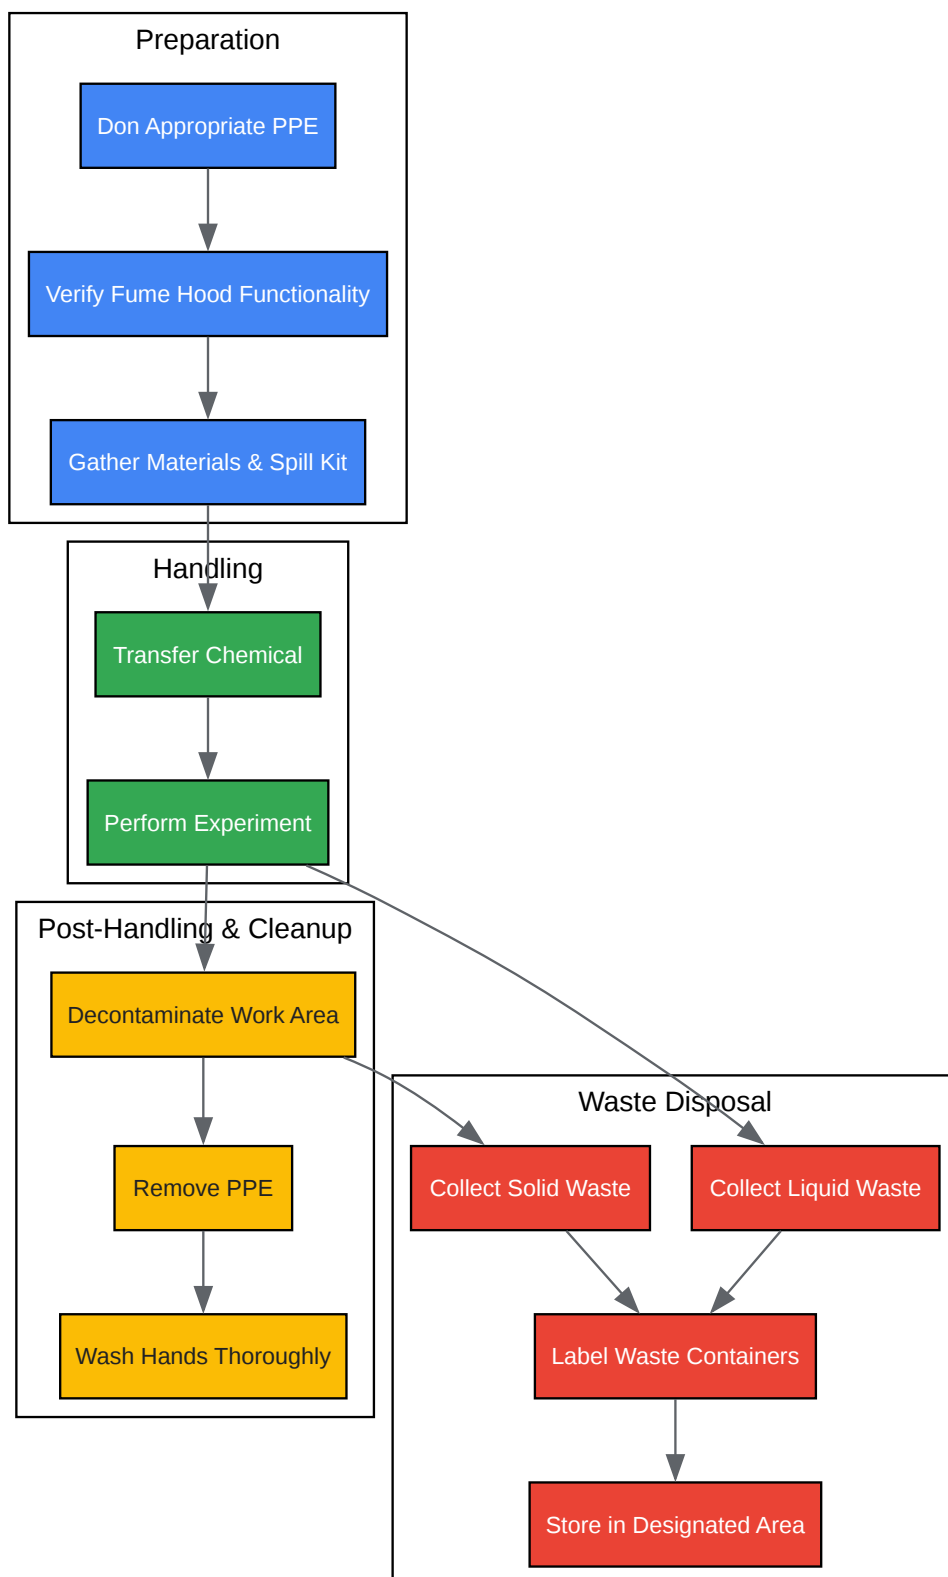 Preparation
Don Appropriate PPE
Verify Fume Hood Functionality
Gather Materials & Spill Kit
Handling
Transfer Chemical
Perform Experiment
Post-Handling & Cleanup
Decontaminate Work Area
Remove PPE
Wash Hands Thoroughly
Waste Disposal
Collect Solid Waste
Collect Liquid Waste
Label Waste Containers
Store in Designated Area